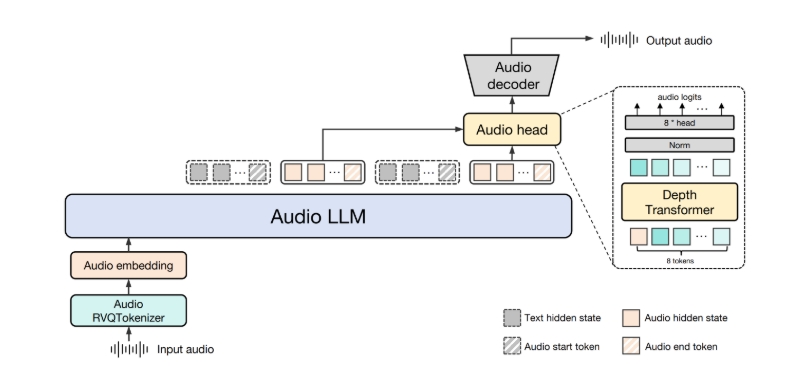 Output audio
Audio
decoder
audio logits
...
8 * head
Audio head
Norm
...
...
...
...
...
Depth
Transformer
Audio LLM
...
8 tokens
Audio embedding
Audio
RVQTokenizer
Text hidden state
Audio hidden state
Input audio
Audio start token
Audio end token